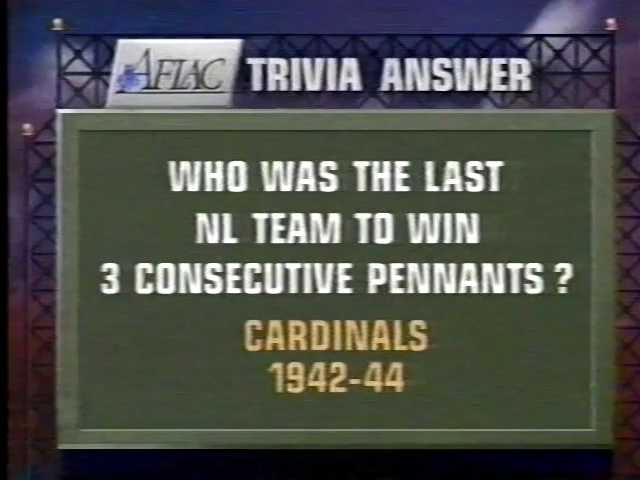 AFLAC TRIVIA ANSWER
WHO WAS THE LAST
NL TEAM TO WIN
3 CONSECUTIVE PENNANTS ?
CARDINALS
1942-44